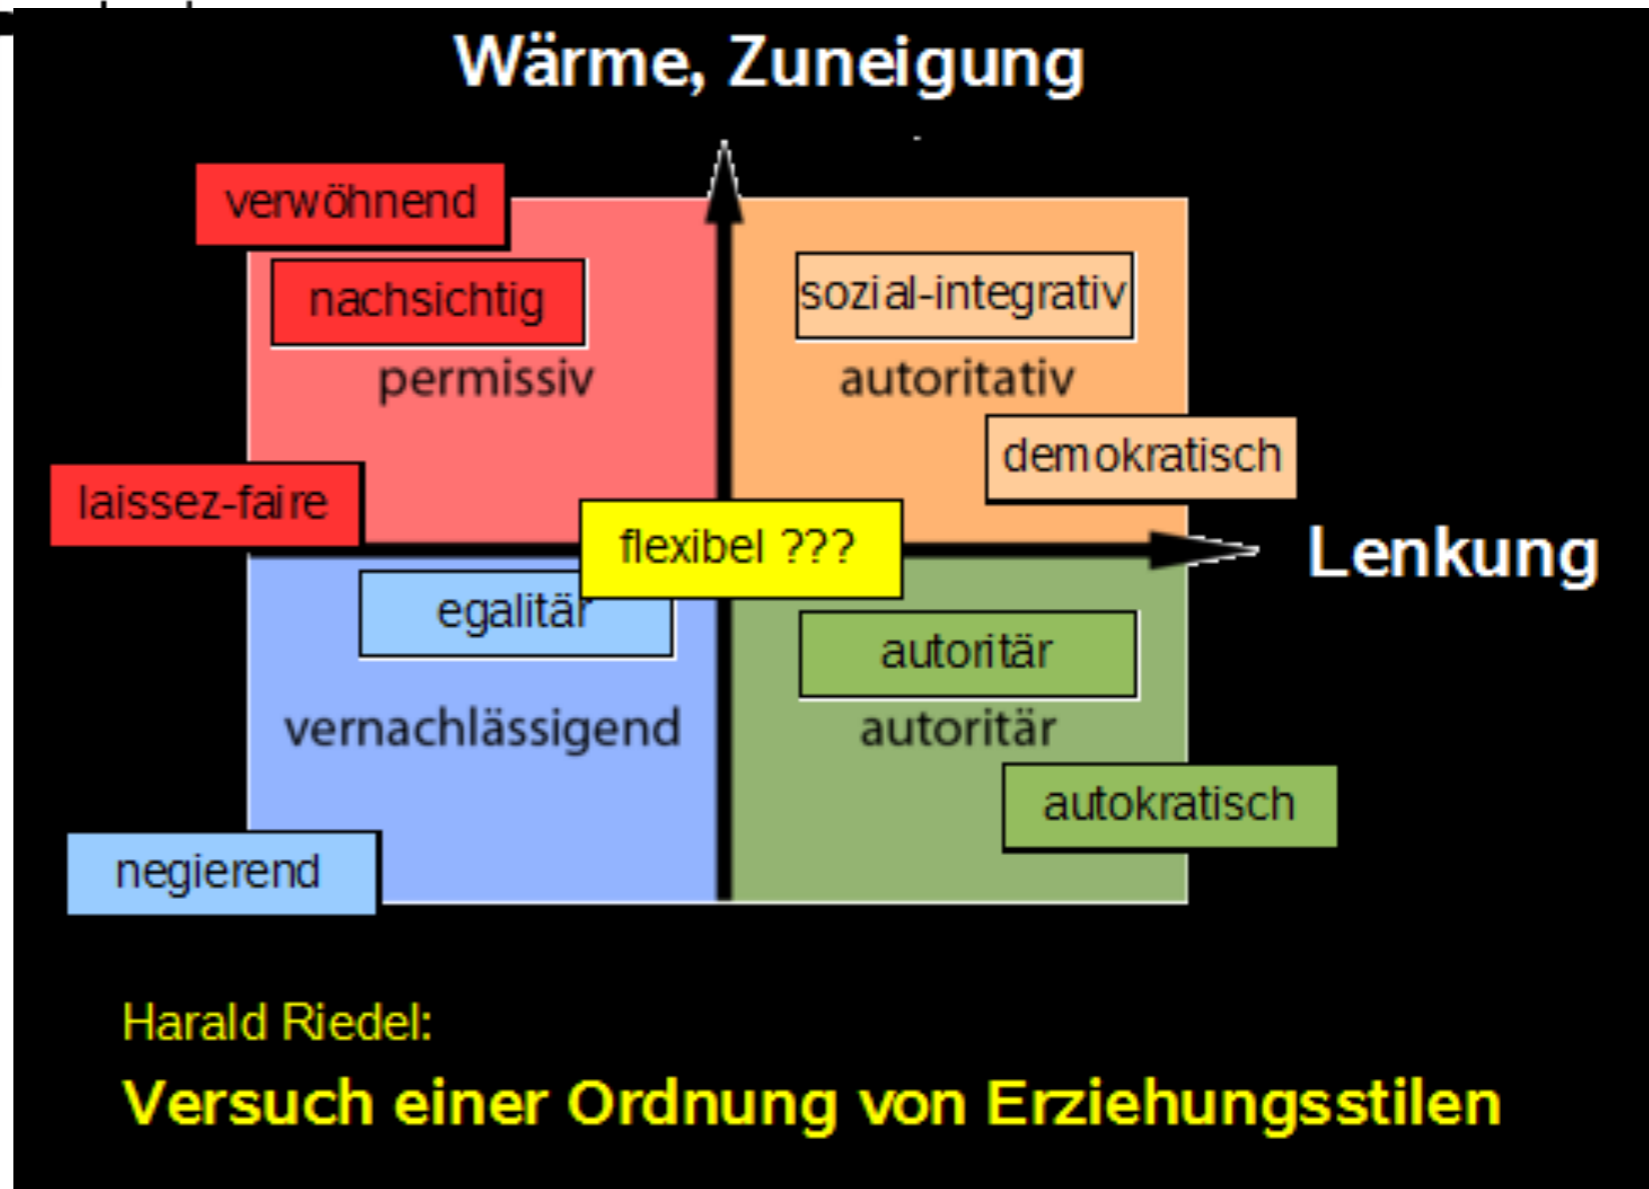 Wärme, Zuneigung
verwöhnend
nachsichtig
sozial-integrativ
permissiv
autoritativ
demokratisch
laissez-faire
flexibel ???
Lenkung
egalitär
autoritär
vernachlässigend
autoritär
autokratisch
negierend
Harald Riedel:
Versuch einer Ordnung von Erziehungsstilen